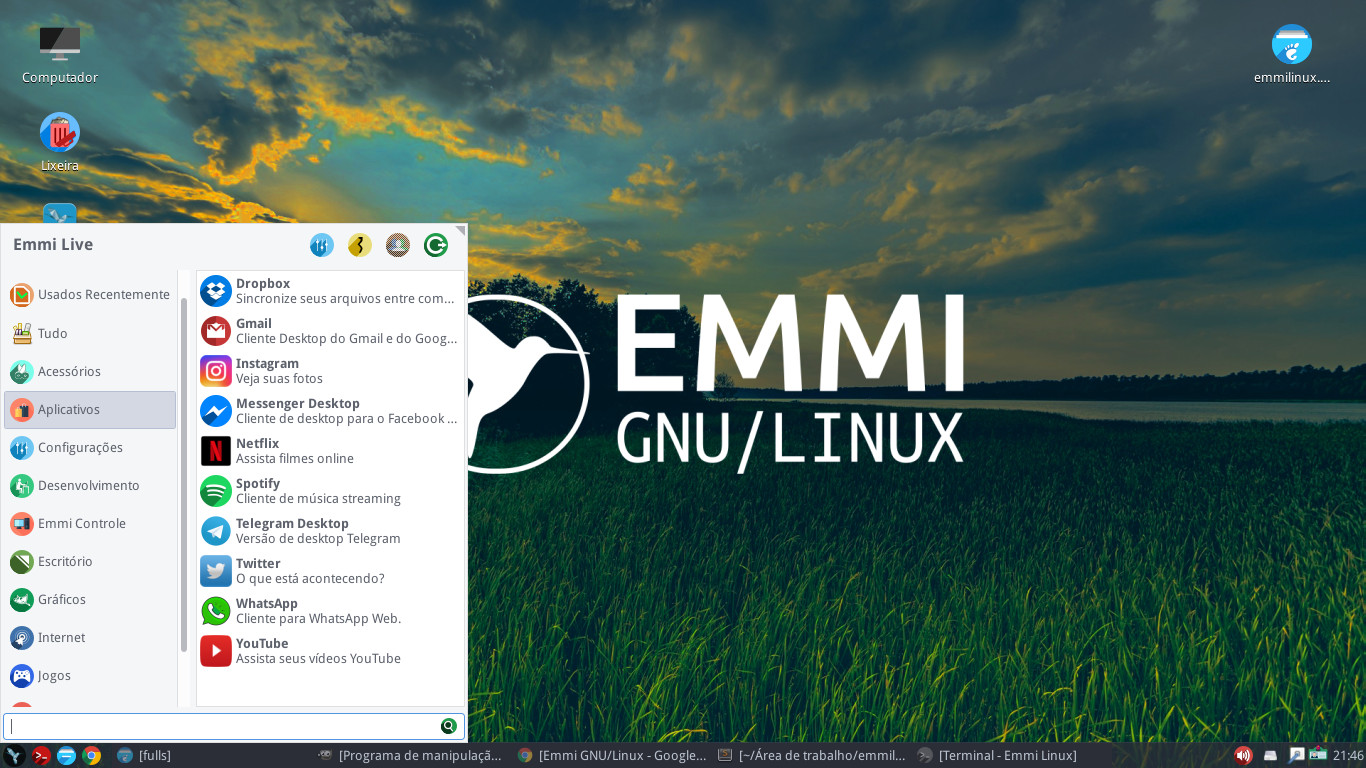 Computador
emmilinux....
Lixeira
Emmi Live
Usados Recentemente
Tudo
Acessórios
Aplicativos
Configurações
Desenvolvimento
Emmi Controle
Escritório
Gráficos
Internet
Jogos
Dropbox
Sincronize seus arquivos entre com...
Gmail
Cliente Desktop do Gmail e do Goog...
Instagram
Veja suas fotos
Messenger Desktop
Cliente de desktop para o Facebook ...
Netflix
Assista filmes online
Spotify
Cliente de música streaming
Telegram Desktop
Versão de desktop Telegram
Twitter
O que está acontecendo?
WhatsApp
Cliente para WhatsApp Web.
YouTube
Assista seus vídeos YouTube
EMMI
GNU/LINUX
[fulls]
[Programa de manipulaçã...
[Emmi GNU/Linux - Google...
[~/Área de trabalho/emmil...
[Terminal - Emmi Linux]
21:46